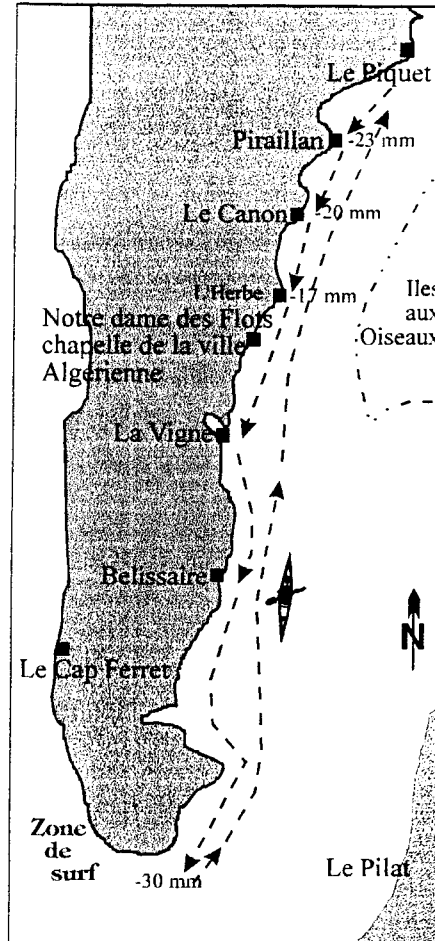 Le Piquet
Piraillan
-23 mm
Le Canon
-20 mm
L'Herbe
-17 mm
Iles
aux
Oiseaux
Notre dame des Flots
chapelle de la ville
Algérienne
La Vigne
Bélissaire
N
Le Cap Ferret
Zone
de
surf
-30 mm
Le Pilat